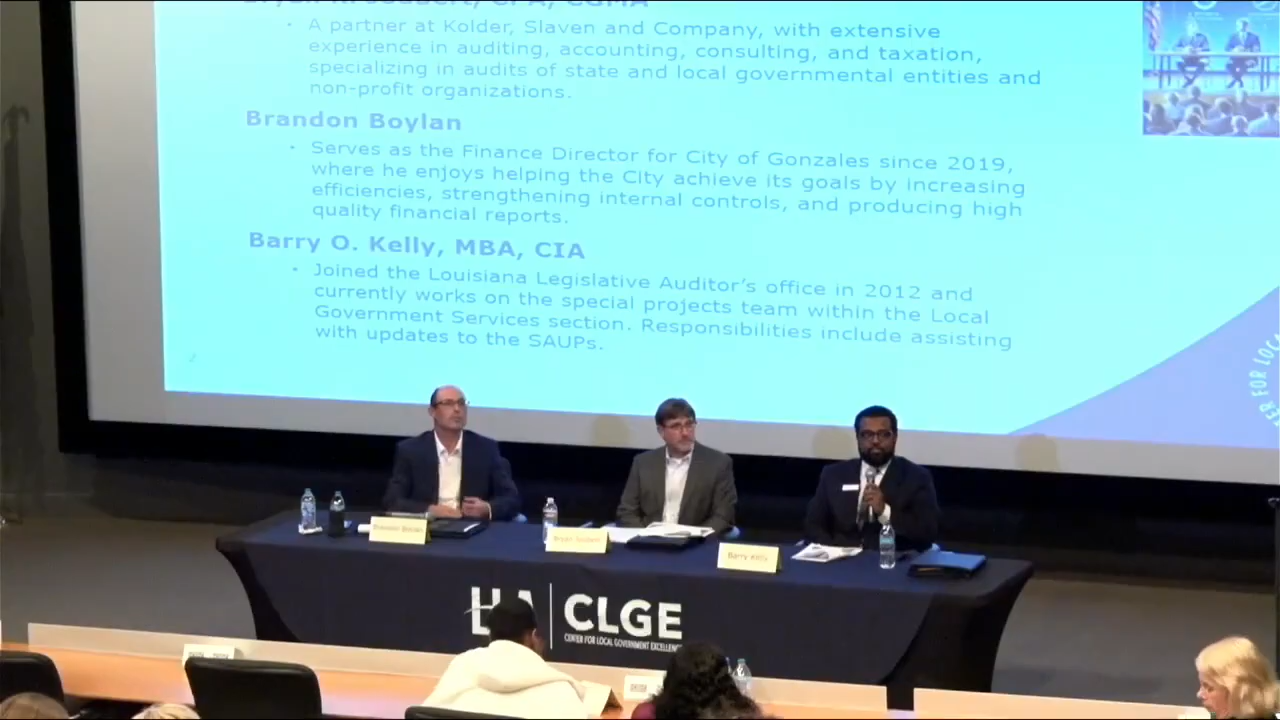 A partner at Kolder, Slaven and Company, with extensive
experience in auditing, accounting, consulting, and taxation,
specializing in audits of state and local governmental entities and
non-profit organizations.
Brandon Boylan
Serves as the Finance Director for City of Gonzales since 2019,
where he enjoys helping the City achieve its goals by increasing
efficiencies, strengthening internal controls, and producing high
quality financial reports.
Barry O. Kelly, MBA, CIA
Joined the Louisiana Legislative Auditor's office in 2012 and
currently works on the special projects team within the Local
Government Services section. Responsibilities include assisting
with updates to the SAUPs.
FOR LOC
Brandon Boylan
Bryan Joubert
Barry Kelly
LLA
CLGE
CENTER FOR LOCAL GOVERNMENT EXCELLENCE